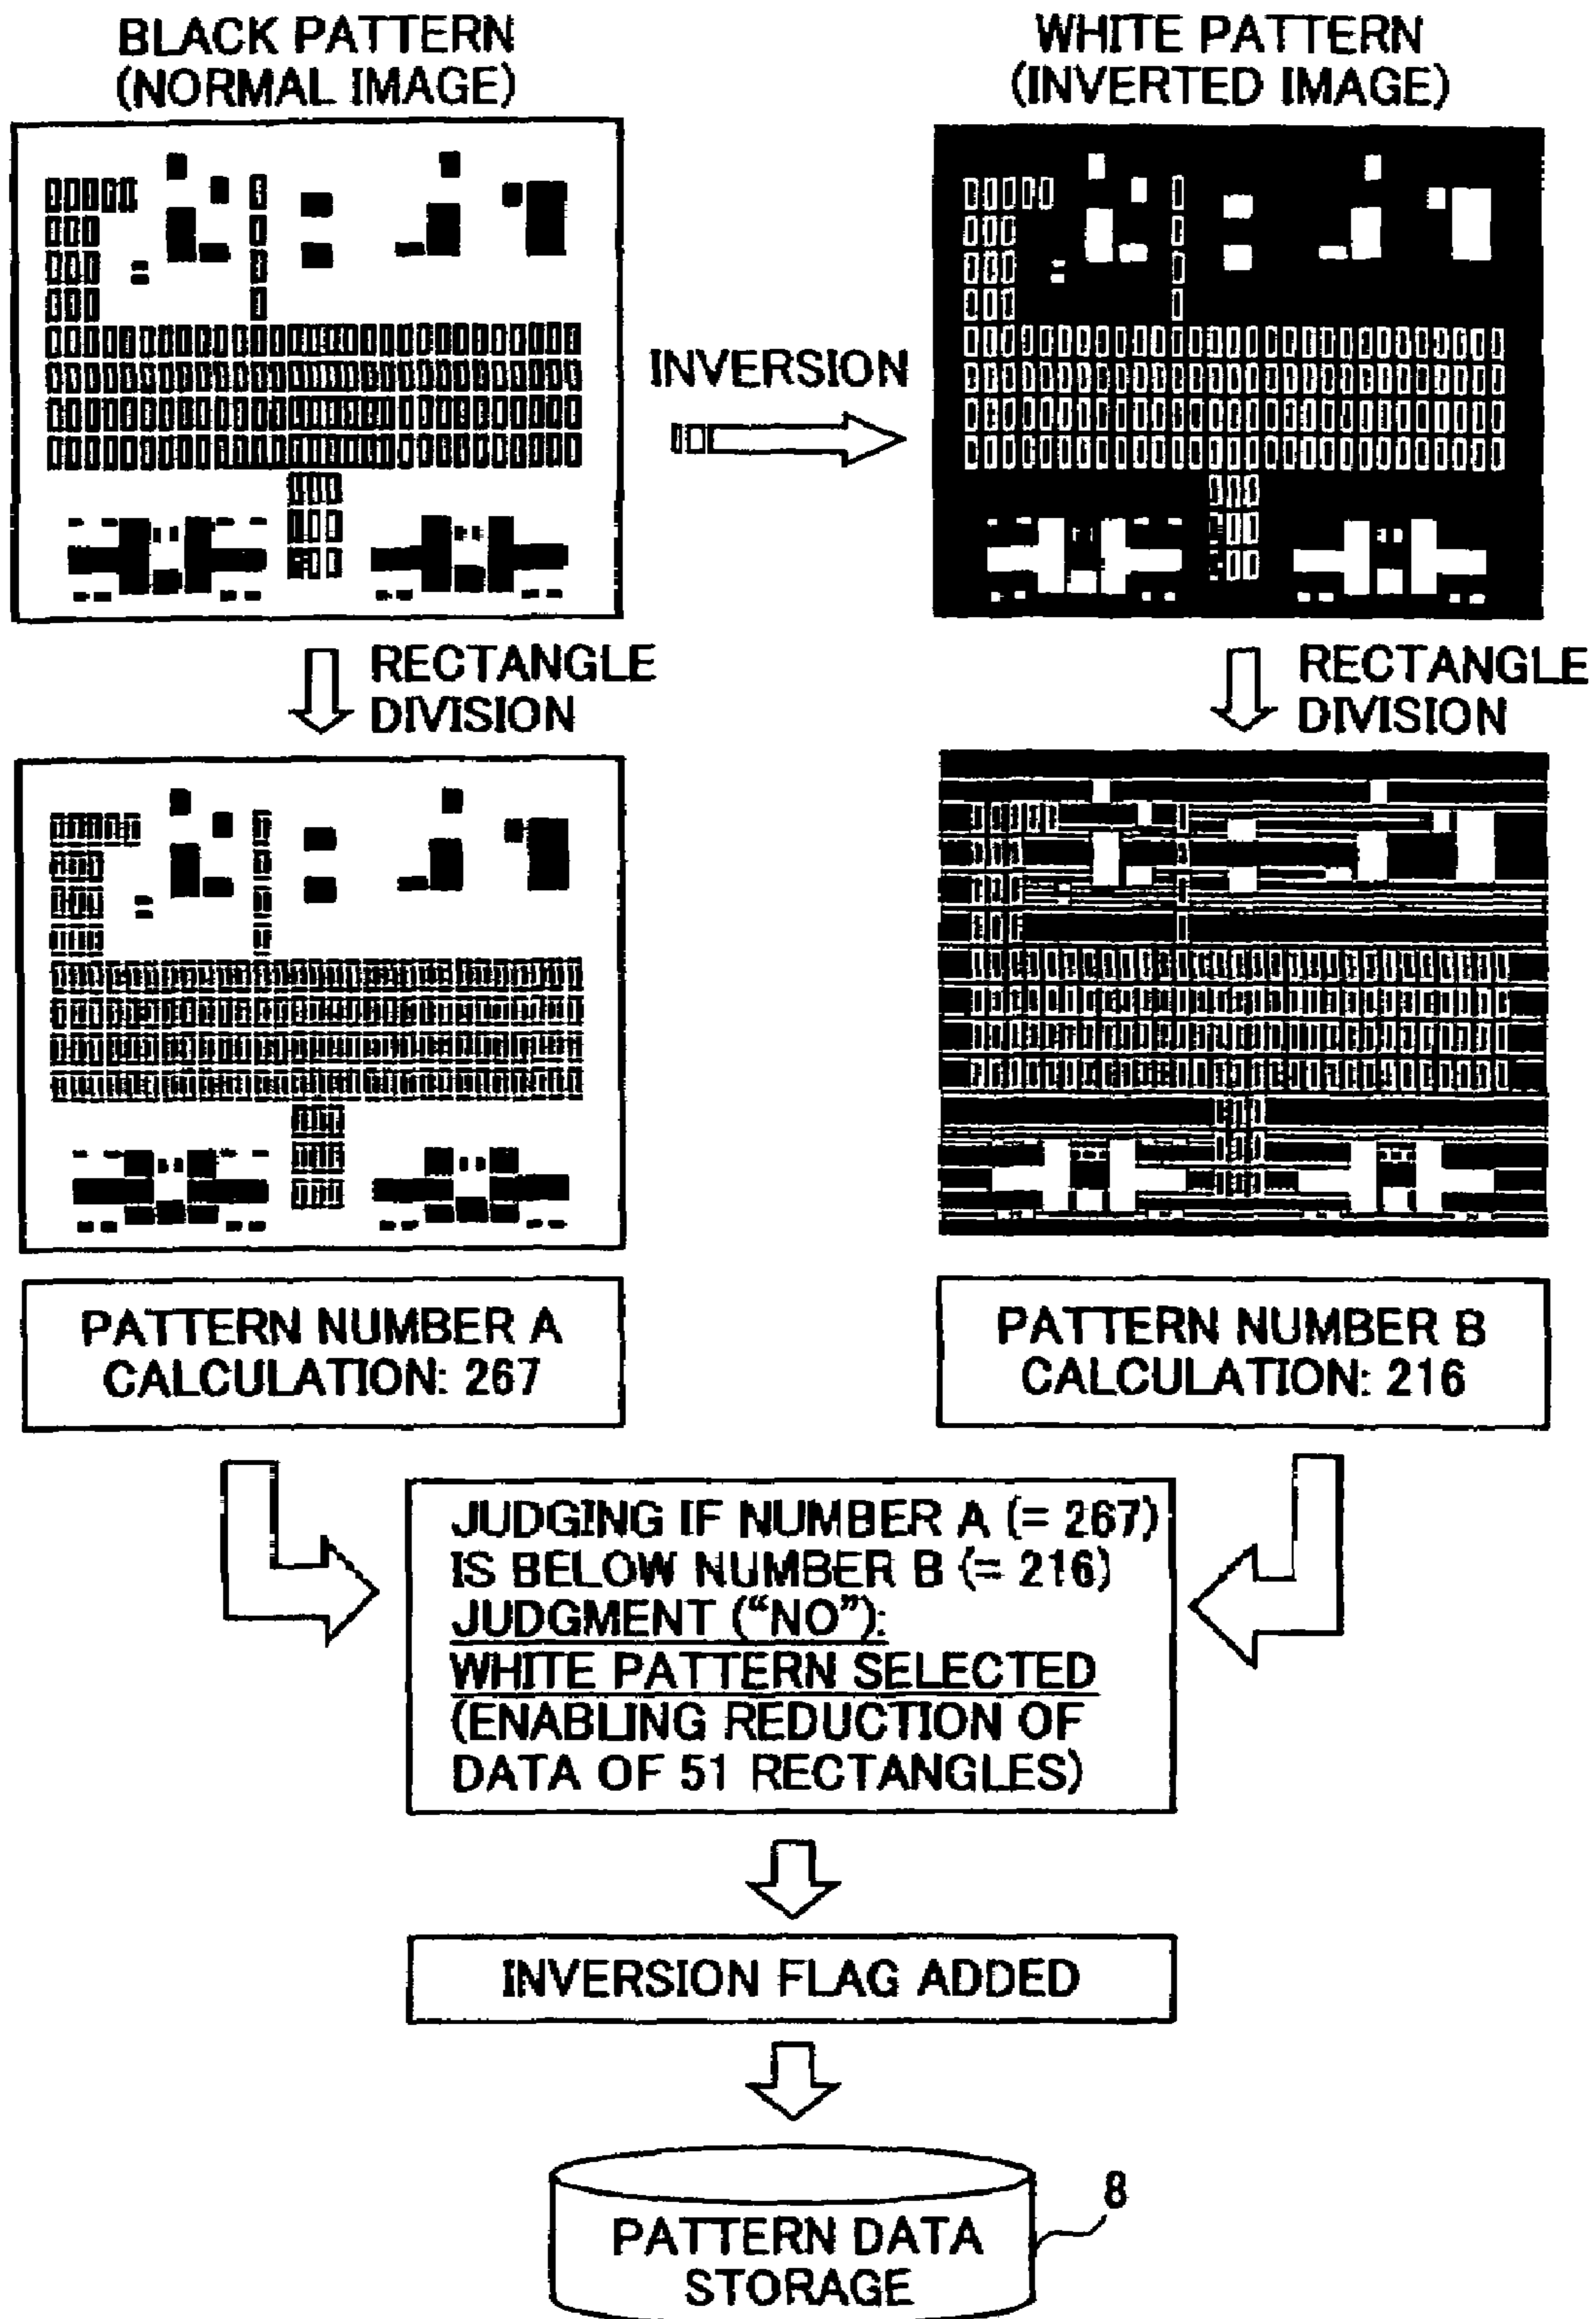 BLACK PATTERN
(NORMAL IMAGE)
WHITE PATTERN
(INVERTED IMAGE)
INVERSION
RECTANGLE
DIVISION
RECTANGLE
DIVISION
PATTERN NUMBER A
CALCULATION: 267
PATTERN NUMBER B
CALCULATION: 216
JUDGING IF NUMBER A (= 267)
IS BELOW NUMBER B (= 216)
JUDGMENT (“NO”):
WHITE PATTERN SELECTED
(ENABLING REDUCTION OF
DATA OF 51 RECTANGLES)
INVERSION FLAG ADDED
8
PATTERN DATA
STORAGE